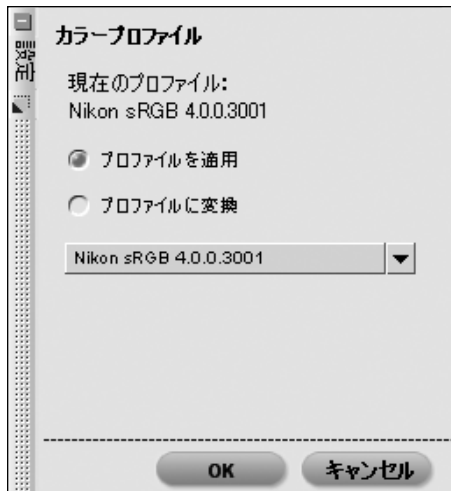 設定
カラープロファイル
現在のプロファイル:
Nikon sRGB 4.0.0.3001
プロファイルを適用
プロファイルに変換
Nikon sRGB 4.0.0.3001
OK
キャンセル